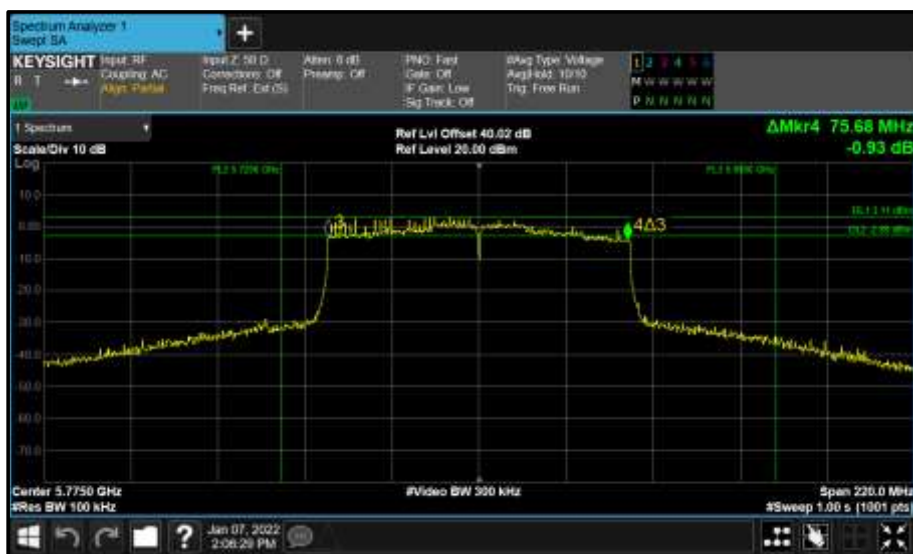 Spectrum Analyzer 1
Swept SA
+
KEYSIGHT
R T
Input: RF
Coupling: AC
Align: Partial
Input Z: 50 Ω
Corrections: Off
Freq Ref: Ext (S)
Atten: 0 dB
Preamp: Off
PNO: Fast
Gate: Off
IF Gain: Low
Sig Track: Off
#Avg Type: Voltage
Avg|Hold: 10/10
Trig: Free Run
1 2 3 4 5 6
M W W W W W
P N N N N N
1 Spectrum
Scale/Div 10 dB
Ref Lvl Offset 40.02 dB
Ref Level 20.00 dBm
ΔMkr4 75.68 MHz
-0.93 dB
Log
10.0
0.00
-10.0
-20.0
-30.0
-40.0
-50.0
-60.0
-70.0
4Δ3
Center 5.7750 GHz
#Res BW 100 kHz
#Video BW 300 kHz
Span 220.0 MHz
#Sweep 1.00 s (1001 pts)
?
Jan 07, 2022
2:06:29 PM